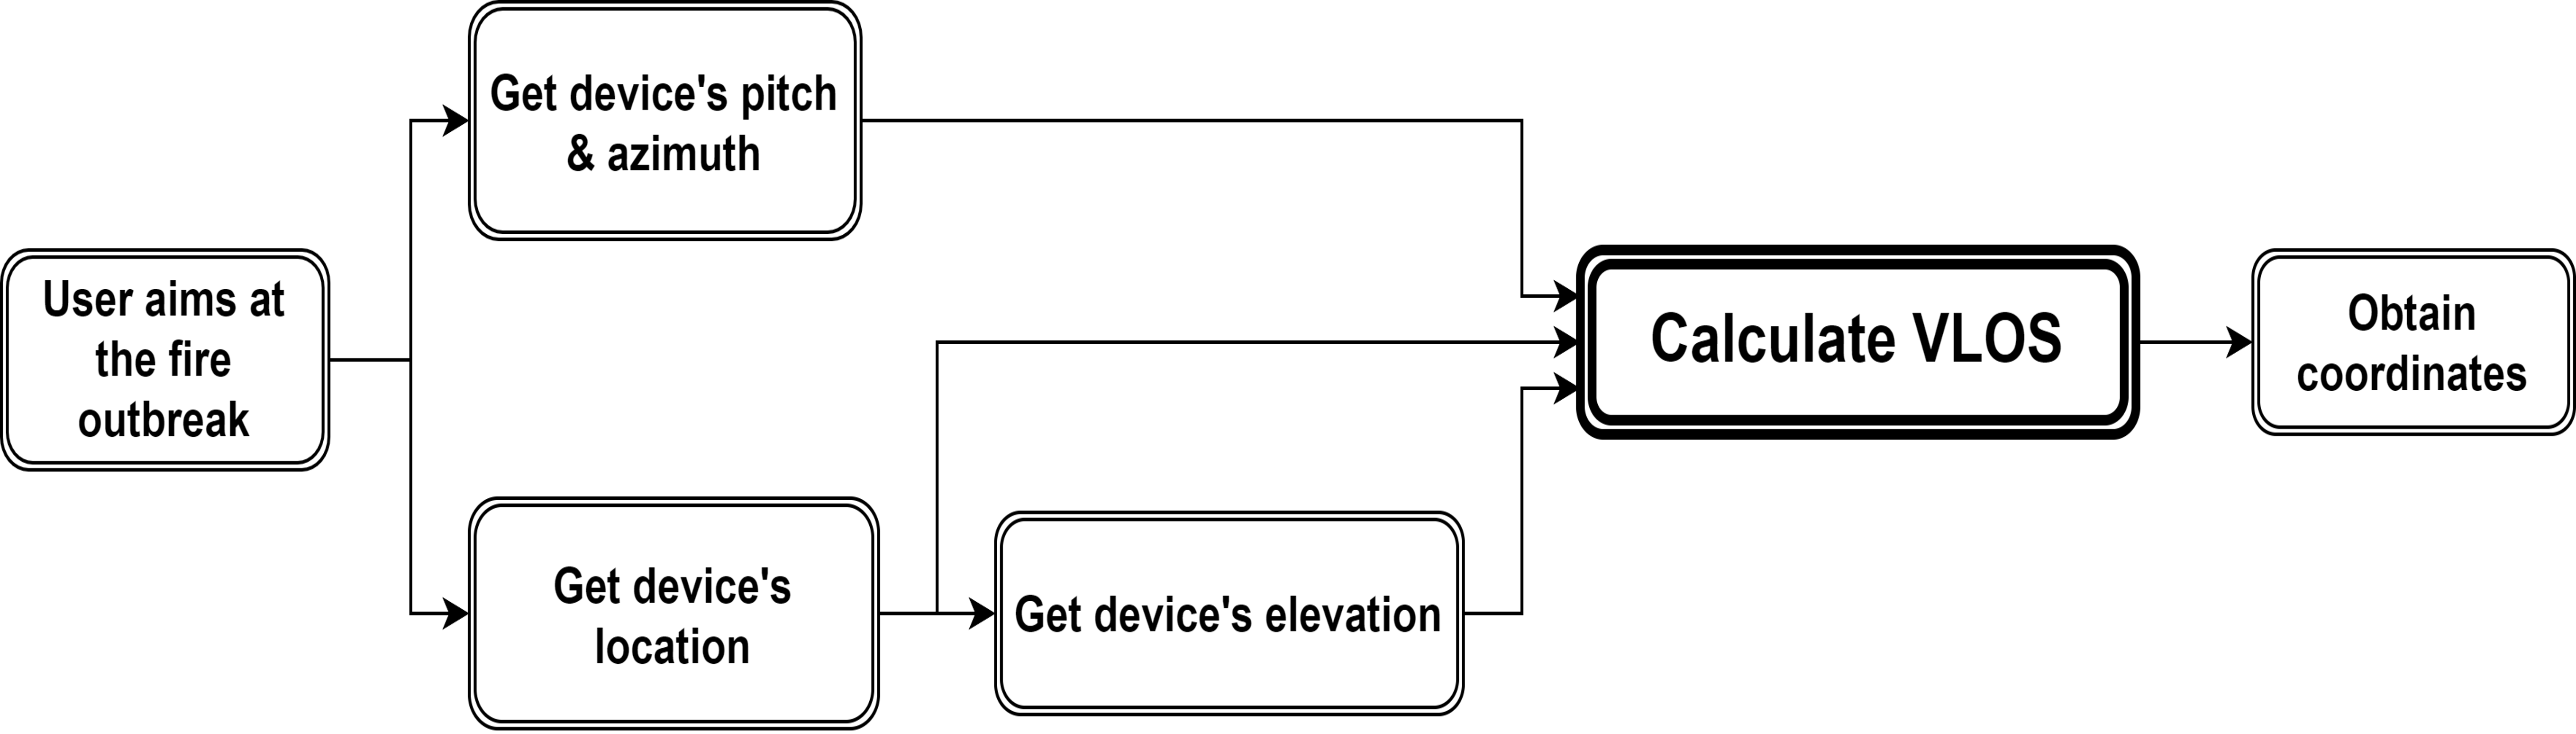 User aims at
the fire
outbreak
Get device's pitch
& azimuth
Get device's
location
Get device's elevation
Calculate VLOS
Obtain
coordinates